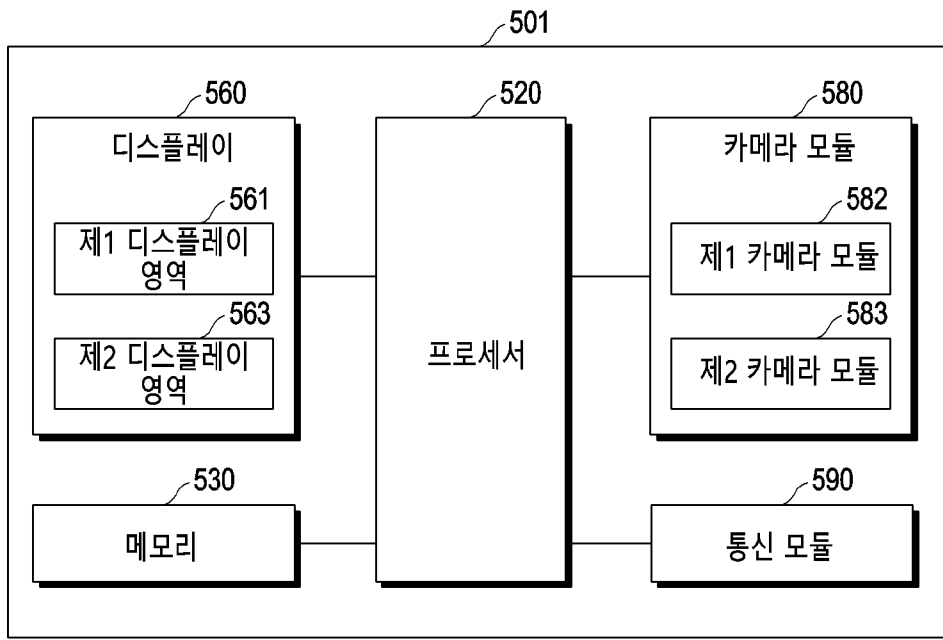 501
560
디스플레이
561
제1 디스플레이
영역
563
제2 디스플레이
영역
520
프로세서
580
카메라 모듈
582
제1 카메라 모듈
583
제2 카메라 모듈
530
메모리
590
통신 모듈